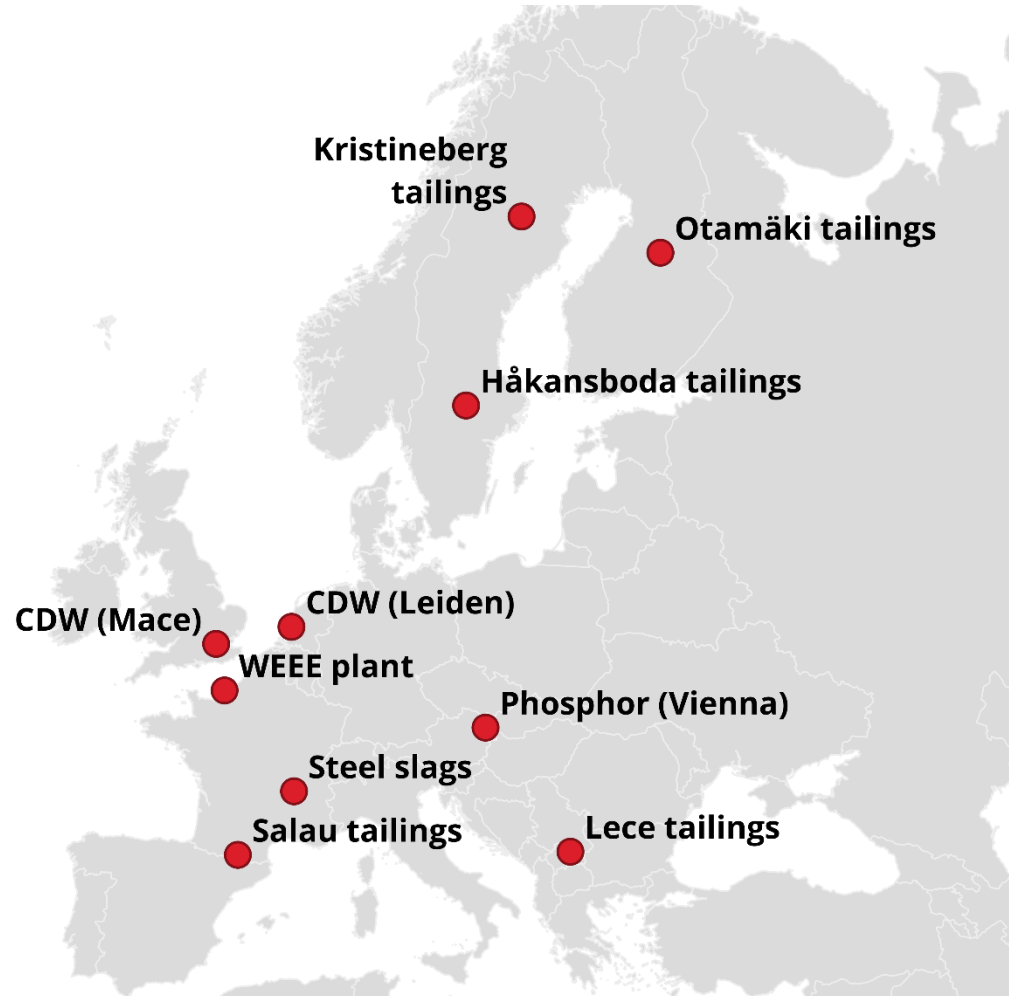 Kristineberg
tailings
Otamäki tailings
Håkansboda tailings
CDW (Leiden)
CDW (Mace)
WEEE plant
Phosphor (Vienna)
Steel slags
Salau tailings
Lece tailings